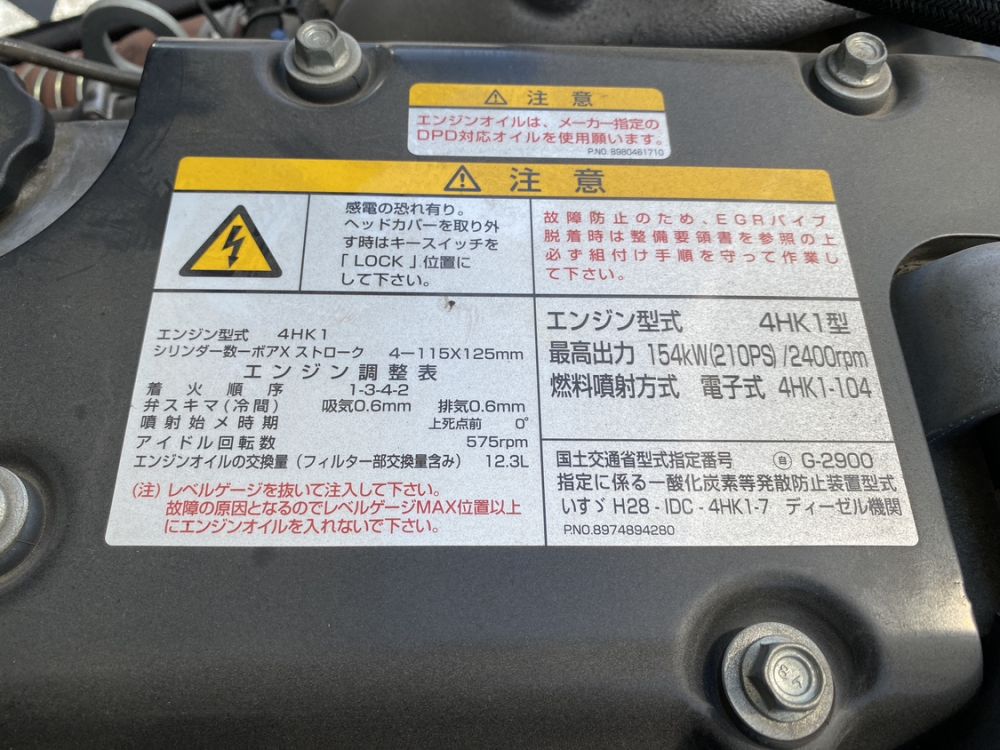 ⚠ 注意
エンジンオイルは、メーカー指定の
DPD対応オイルを使用願います。
P.NO. 8980461710
⚠ 注意
感電の恐れ有り。
ヘッドカバーを取り外
す時はキースイッチを
「LOCK」位置に
して下さい。
故障防止のため、EGRパイプ
脱着時は整備要領書を参照の上
必ず組付け手順を守って作業し
て下さい。
エンジン型式 4HK1
シリンダー数ーボアX ストローク 4ー115X125mm
エンジン調整表
着火順序 1-3-4-2
弁スキマ(冷間) 吸気0.6mm 排気0.6mm
噴射始メ時期 上死点前 0°
アイドル回転数 575rpm
エンジンオイルの交換量(フィルター部交換量含み) 12.3L
(注) レベルゲージを抜いて注入して下さい。
故障の原因となるのでレベルゲージMAX位置以上
にエンジンオイルを入れないで下さい。
エンジン型式 4HK1型
最高出力 154kW(210PS)/2400rpm
燃料噴射方式 電子式 4HK1-104
国土交通省型式指定番号 ㊀自 G-2900
指定に係る一酸化炭素等発散防止装置型式
いすゞ H28-IDC-4HK1-7 ディーゼル機関
P.NO.8974894280